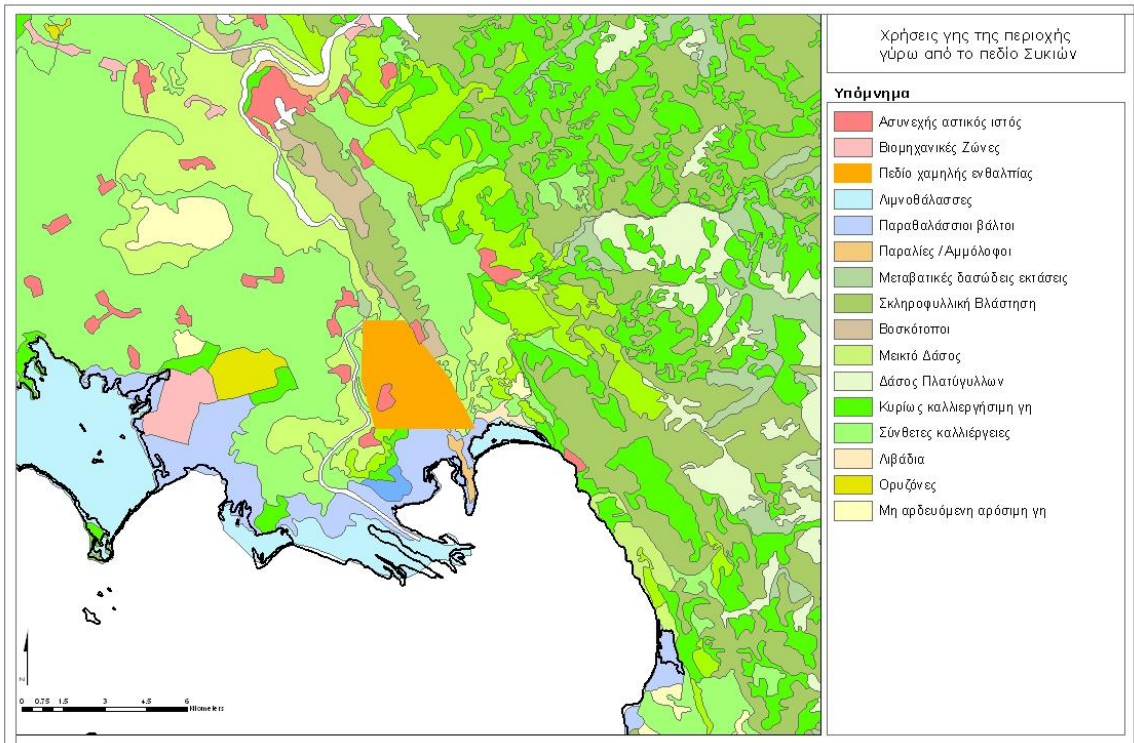 Χρήσεις γης της περιοχής
γύρω από το πεδίο Συκιών
Υπόμνημα
Ασυνεχής αστικός ιστός
Βιομηχανικές Ζώνες
Πεδίο χαμηλής ενθαλπίας
Λιμνοθάλασσες
Παραθαλάσσιοι βάλτοι
Παραλίες /Αμμόλοφοι
Μεταβατικές δασώδεις εκτάσεις
Σκληροφυλλική Βλάστηση
Βοσκότοποι
Μεικτό Δάσος
Δάσος Πλατύγυλλων
Κυρίως καλλιεργήσιμη γη
Σύνθετες καλλιέργειες
Λιβάδια
Ορυζόνες
Μη αρδευόμενη αρόσιμη γη
N
0 0.75 1.5 3 4.5 6
Kilometers